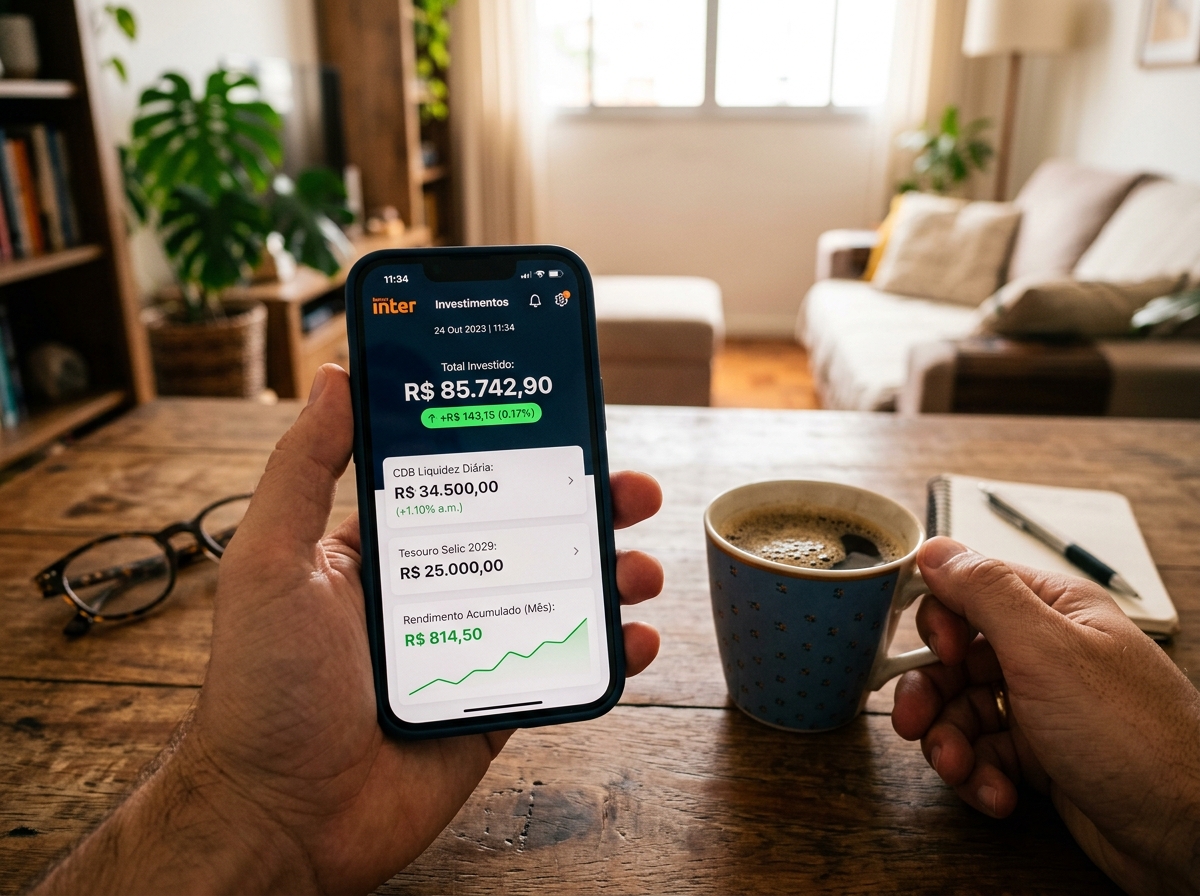 11:34
inter
Investimentos
24 Out 2023 | 11:34
Total Investido:
R$ 85.742,90
↑ +R$ 143,15 (0.17%)
CDB Liquidez Diária:
R$ 34.500,00
(+1.10% a.m.)
Tesouro Selic 2029:
R$ 25.000,00
Rendimento Acumulado (Mês):
R$ 814,50